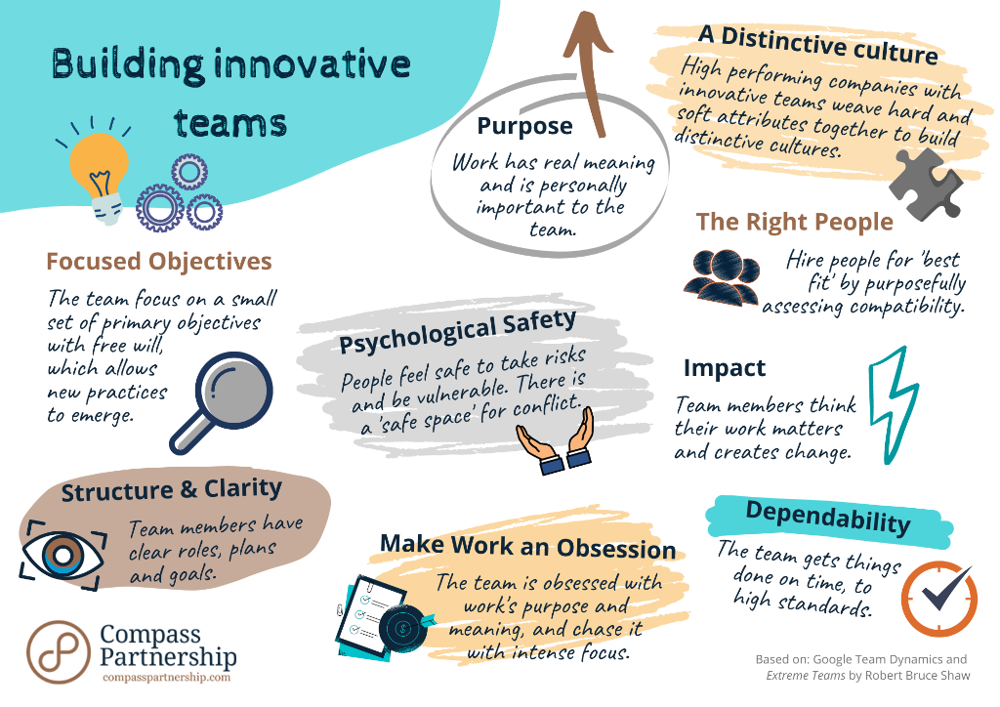 Building innovative
teams
Purpose
Work has real meaning
and is personally
important to the
team.
A Distinctive culture
High performing companies with
innovative teams weave hard and
soft attributes together to build
distinctive cultures.
The Right People
Hire people for 'best
fit' by purposefully
assessing compatibility.
Focused Objectives
The team focus on a small
set of primary objectives
with free will,
which allows
new practices
to emerge.
Psychological Safety
People feel safe to take risks
and be vulnerable. There is
a 'safe space' for conflict.
Impact
Team members think
their work matters
and creates change.
Structure & Clarity
Team members have
clear roles, plans
and goals.
Make Work an Obsession
The team is obsessed with
work's purpose and
meaning, and chase it
with intense focus.
Dependability
The team gets things
done on time, to
high standards.
Compass
Partnership
compasspartnership.com
Based on: Google Team Dynamics and
Extreme Teams by Robert Bruce Shaw